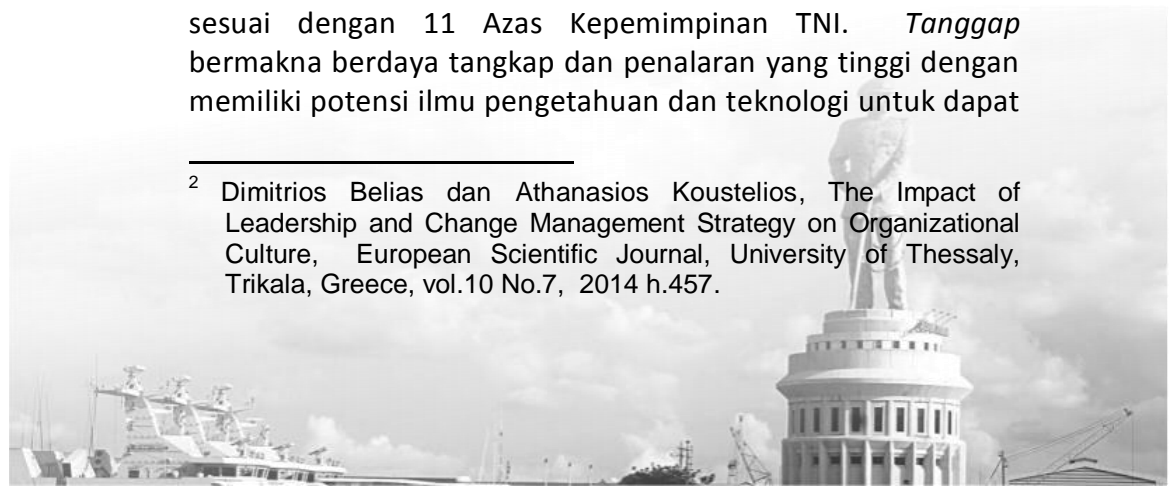 sesuai dengan 11 Azas Kepemimpinan TNI. Tanggap
bermakna berdaya tangkap dan penalaran yang tinggi dengan
memiliki potensi ilmu pengetahuan dan teknologi untuk dapat
2 Dimitrios Belias dan Athanasios Koustelios, The Impact of
Leadership and Change Management Strategy on Organizational
Culture, European Scientific Journal, University of Thessaly,
Trikala, Greece, vol.10 No.7, 2014 h.457.